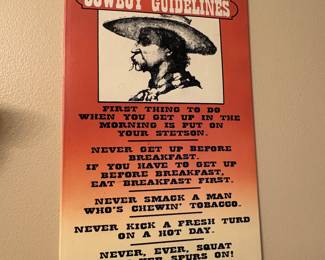 COWBOY GUIDELINES
FIRST THING TO DO
WHEN YOU GET UP IN THE
MORNING IS PUT ON
YOUR STETSON.
NEVER GET UP BEFORE
BREAKFAST.
IF YOU HAVE TO GET UP
BEFORE BREAKFAST,
EAT BREAKFAST FIRST.
NEVER SMACK A MAN
WHO'S CHEWIN' TOBACCO.
NEVER KICK A FRESH TURD
ON A HOT DAY.
NEVER, EVER, SQUAT
SPURS ON!